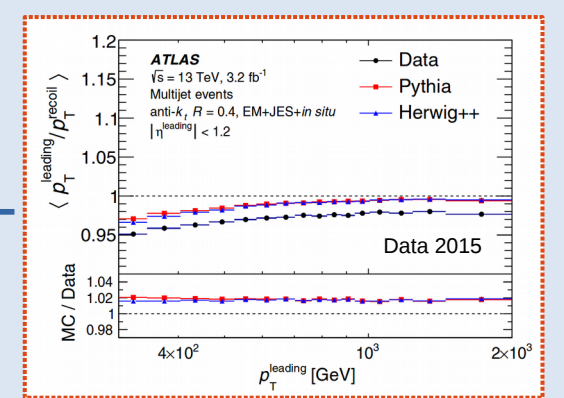 ATLAS
√s = 13 TeV, 3.2 fb⁻¹
Multijet events
anti-kₜ R = 0.4, EM+JES+in situ
|η^leading| < 1.2
Data
Pythia
Herwig++
Data 2015
⟨ p_T^leading/p_T^recoil ⟩
1.2
1.15
1.1
1.05
1
0.95
MC / Data
1.04
1.02
1
0.98
4×10²
10³
2×10³
p_T^leading [GeV]